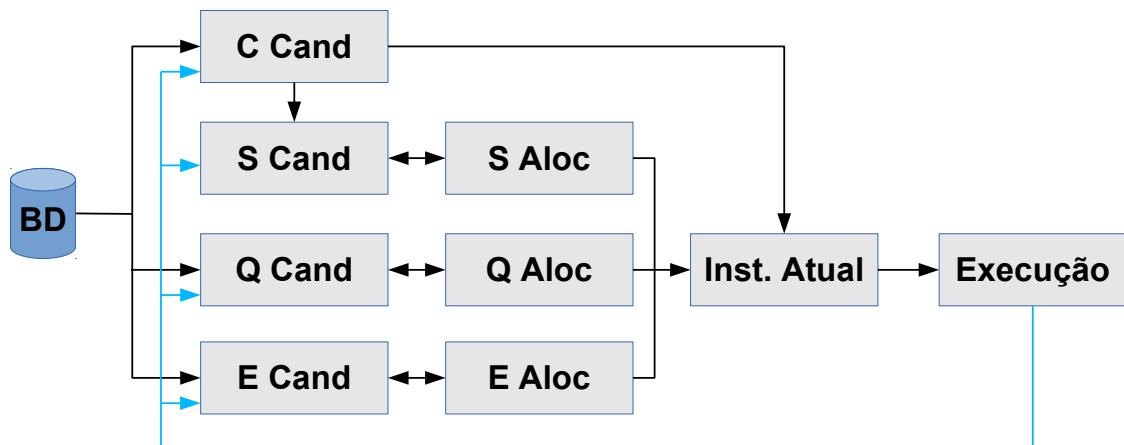 C Cand
S Cand
S Aloc
BD
Q Cand
Q Aloc
Inst. Atual
Execução
E Cand
E Aloc